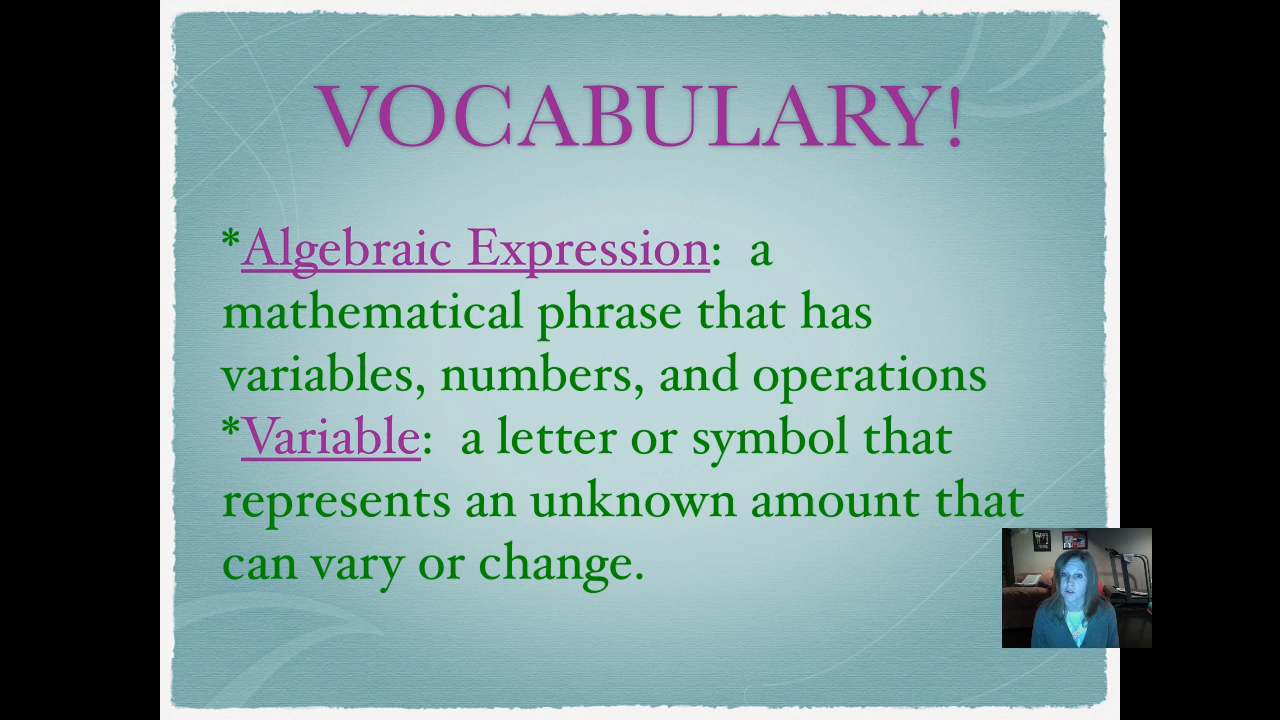 VOCABULARY!
*Algebraic Expression:  a
mathematical phrase that has
variables, numbers, and operations
*Variable:  a letter or symbol that
represents an unknown amount that
can vary or change.